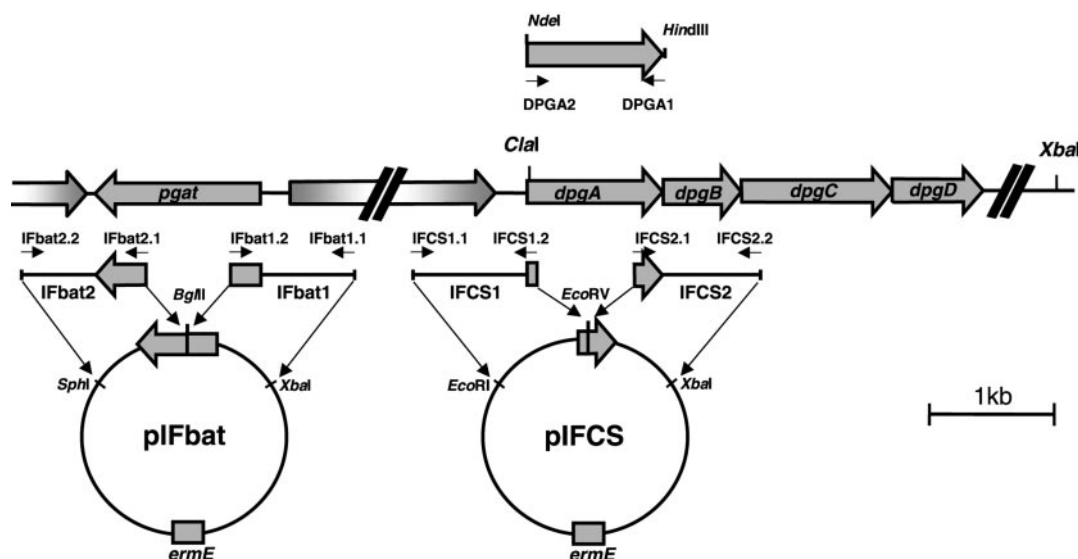 NdeI
HindIII
DPGA2 DPGA1
ClaI XbaI
pgat dpgA dpgB dpgC dpgD
IFbat2.2 IFbat2.1 IFbat1.2 IFbat1.1 IFCS1.1 IFCS1.2 IFCS2.1 IFCS2.2
IFbat2 BglII IFbat1 IFCS1 EcoRV IFCS2
SphI XbaI EcoRI XbaI
1kb
pIFbat pIFCS
ermE ermE